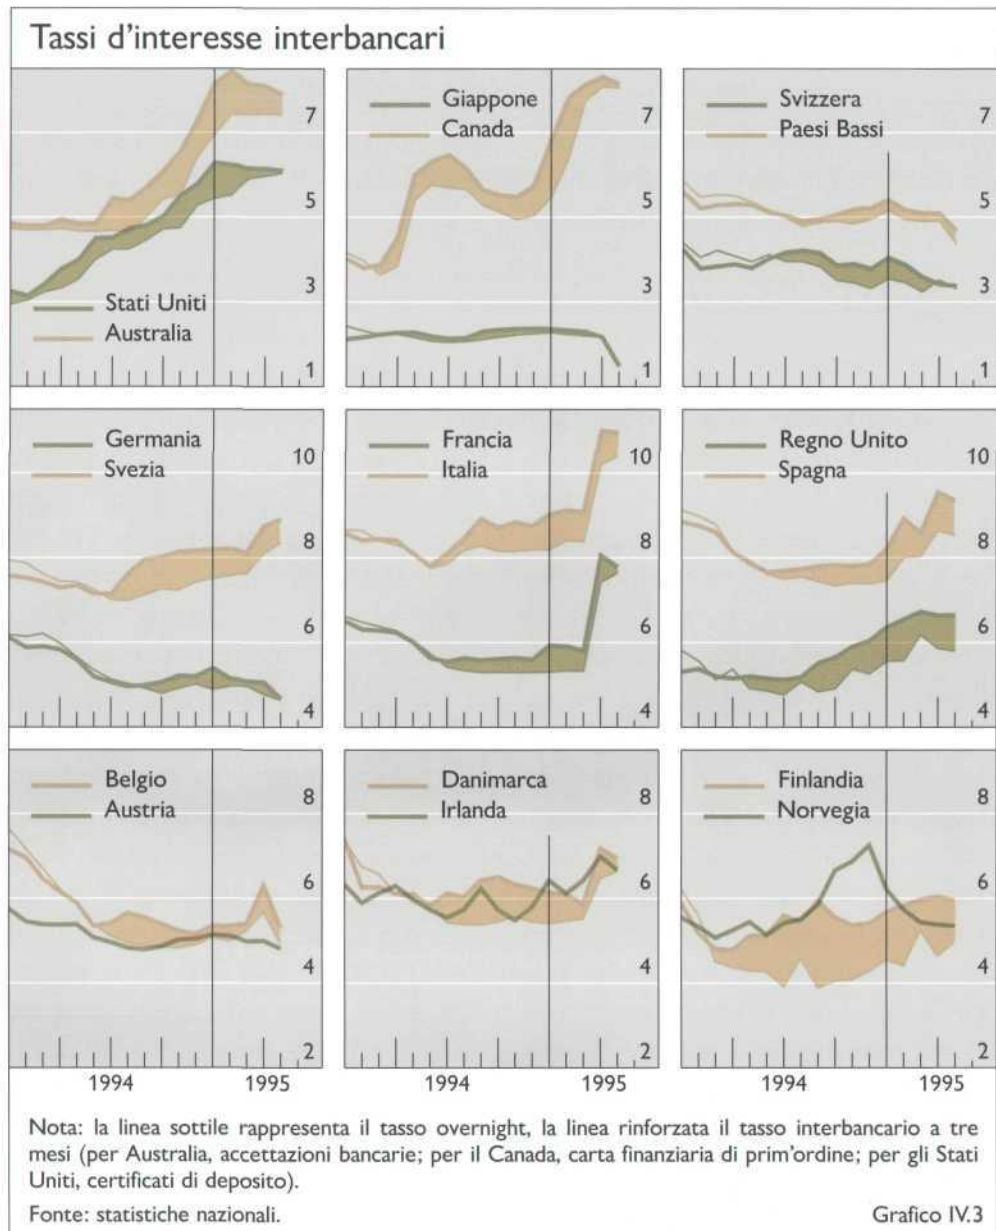 Tassi d'interesse interbancari
Stati Uniti
Australia
7
5
3
1
Giappone
Canada
Svizzera
Paesi Bassi
7
5
3
1
Germania
Svezia
10
8
6
4
Francia
Italia
10
8
6
4
Regno Unito
Spagna
10
8
6
4
Belgio
Austria
8
6
4
2
Danimarca
Irlanda
8
6
4
2
Finlandia
Norvegia
8
6
4
2
1994 1995
1994 1995
1994 1995
Nota: la linea sottile rappresenta il tasso overnight, la linea rinforzata il tasso interbancario a tre
mesi (per Australia, accettazioni bancarie; per il Canada, carta finanziaria di prim'ordine; per gli Stati
Uniti, certificati di deposito).
Fonte: statistiche nazionali.
Grafico IV.3